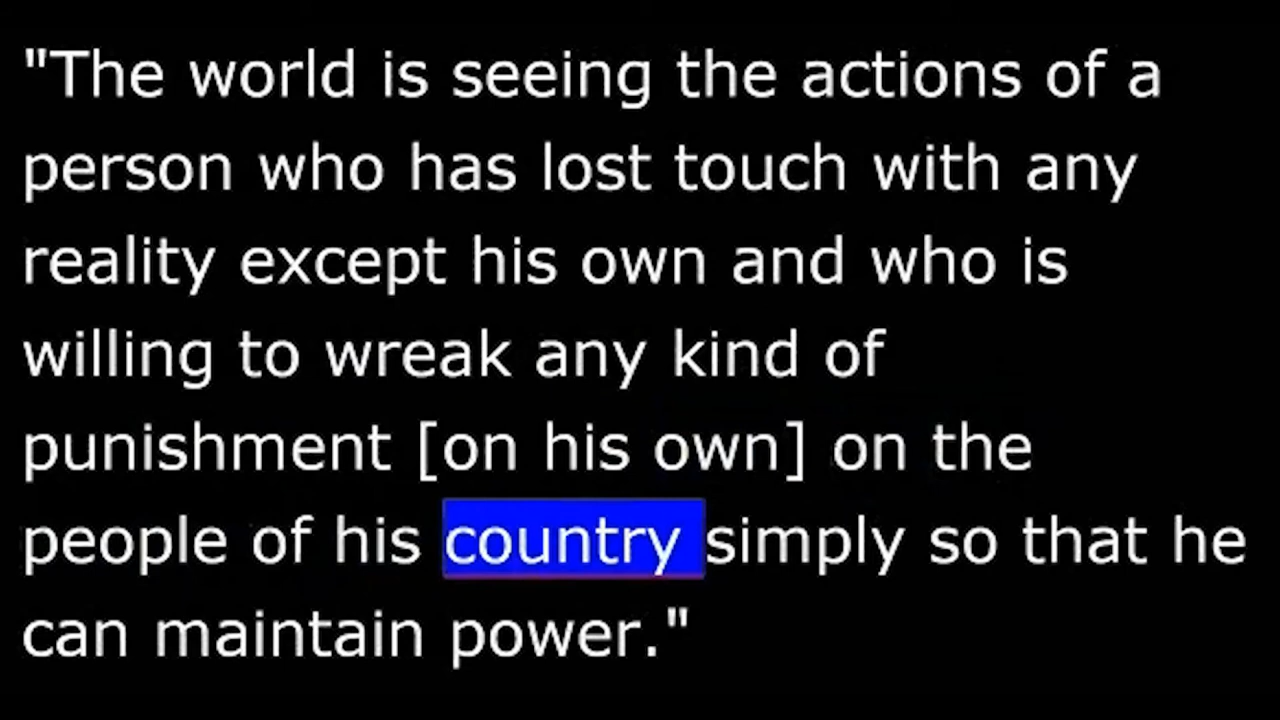 "The world is seeing the actions of a
person who has lost touch with any
reality except his own and who is
willing to wreak any kind of
punishment [on his own] on the
people of his country simply so that he
can maintain power."